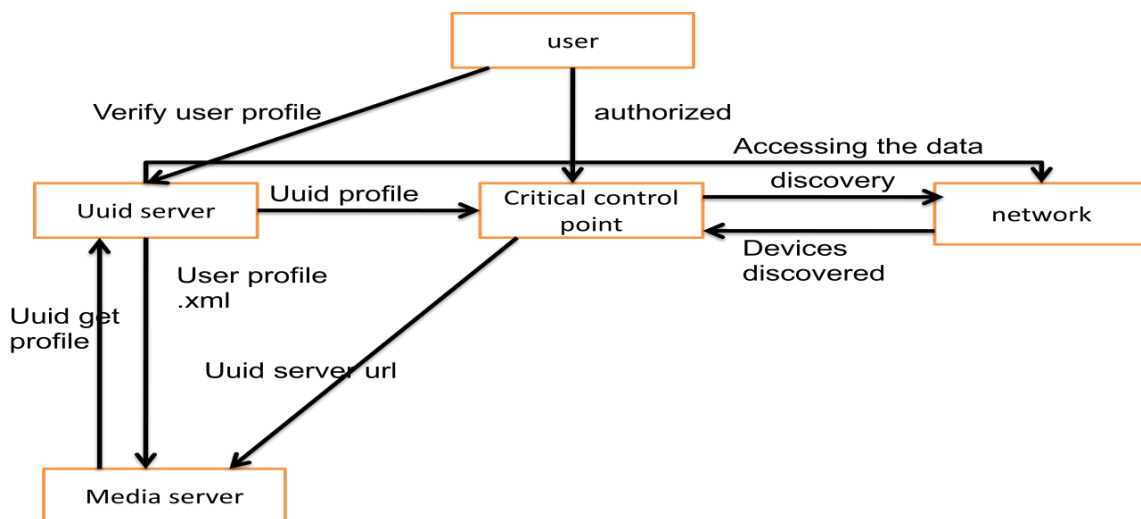 user
Verify user profile
authorized
Accessing the data
Uuid server
Uuid profile
Critical control
point
discovery
network
Devices
discovered
User profile
.xml
Uuid get
profile
Uuid server url
Media server